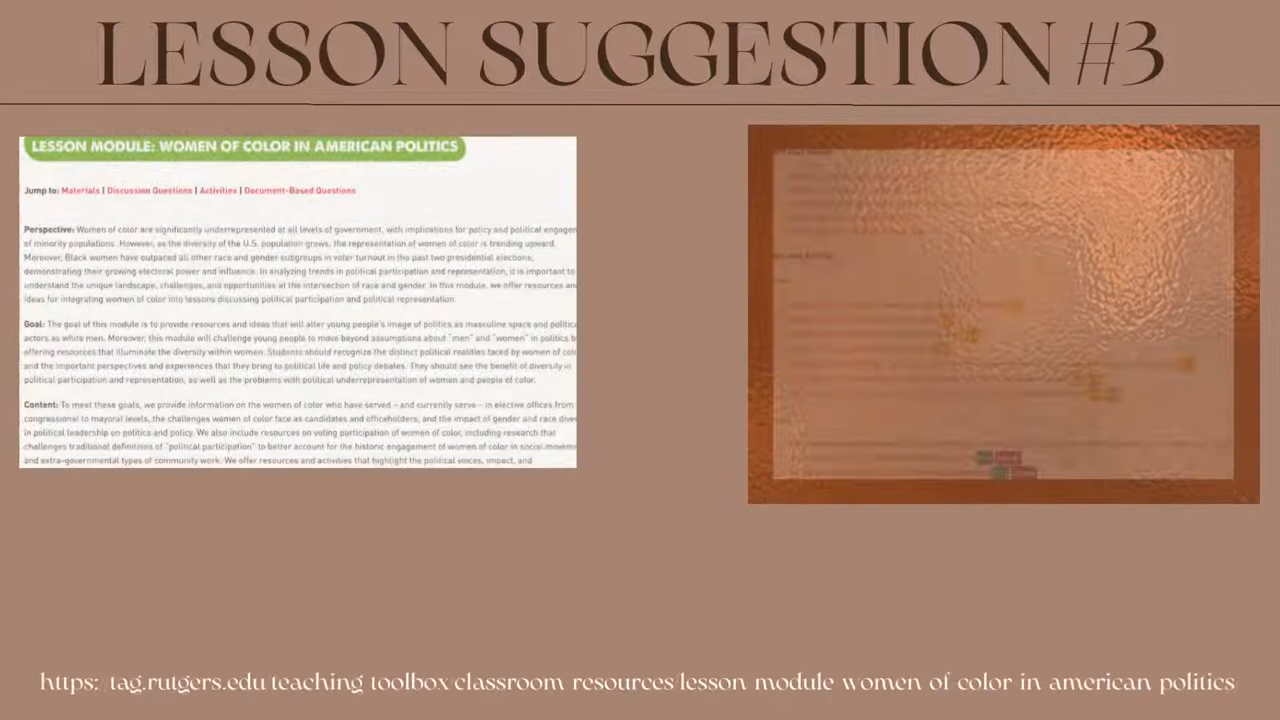 LESSON SUGGESTION #3
LESSON MODULE: WOMEN OF COLOR IN AMERICAN POLITICS
Jump to: Materials | Discussion Questions | Activities | Document-Based Questions
Perspective: Women of color are significantly underrepresented at all levels of government, with implications for policy and political engagem
of minority populations. However, as the diversity of the U.S. population grows, the representation of women of color is trending upward.
Moreover, Black women have outpaced all other race and gender subgroups in voter turnout in the past two presidential elections,
demonstrating their growing electoral power and influence. In analyzing trends in political participation and representation, it is important to
understand the unique landscape, challenges, and opportunities at the intersection of race and gender. In this module, we offer resources an
ideas for integrating women of color into lessons discussing political participation and political representation.
Goal: The goal of this module is to provide resources and ideas that will alter young people's image of politics as masculine space and politica
actors as white men. Moreover, this module will challenge young people to move beyond assumptions about "men" and "women" in politics b
offering resources that illuminate the diversity within women. Students should recognize the distinct political realities faced by women of colo
and the important perspectives and experiences that they bring to political life and policy debates. They should see the benefit of diversity in
political participation and representation, as well as the problems with political underrepresentation of women and people of color.
Content: To meet these goals, we provide information on the women of color who have served – and currently serve – in elective offices from
congressional to mayoral levels, the challenges women of color face as candidates and officeholders, and the impact of gender and race dive
in political leadership on politics and policy. We also include resources on voting participation of women of color, including research that
challenges traditional definitions of "political participation" to better account for the historic engagement of women of color in social moveme
and extra-governmental types of community work. We offer resources and activities that highlight the political voices, impact, and
https: tag.rutgers.edu teaching toolbox classroom resources lesson module women of color in american politics